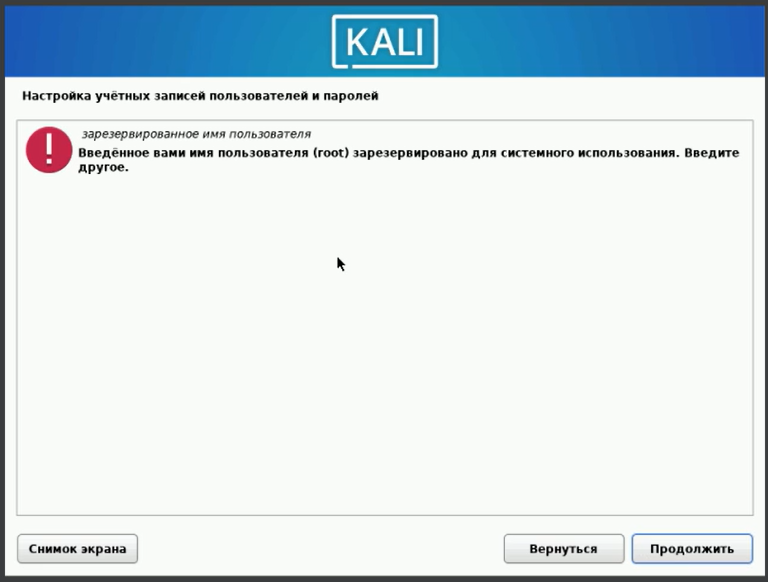 KALI
Настройка учётных записей пользователей и паролей
зарезервированное имя пользователя
Введённое вами имя пользователя (root) зарезервировано для системного использования. Введите
другое.
Снимок экрана
Вернуться
Продолжить